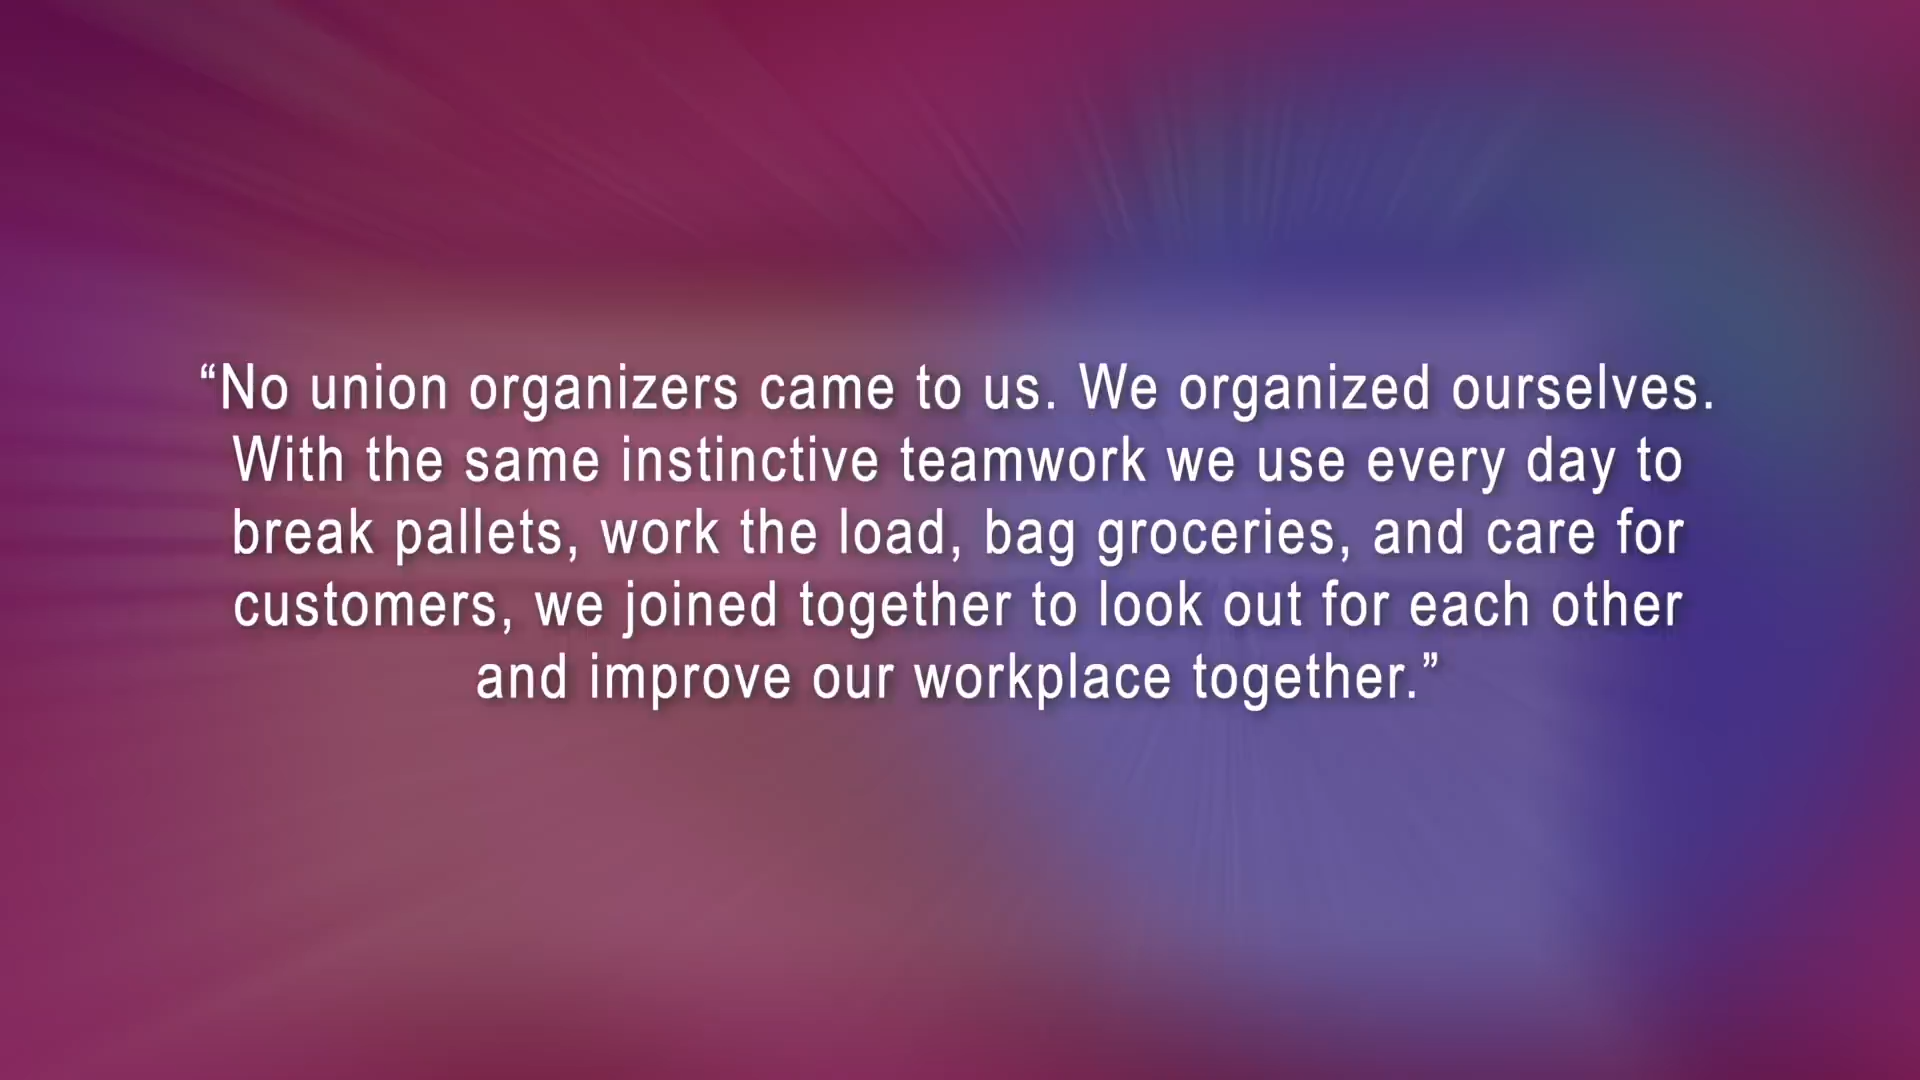 “No union organizers came to us. We organized ourselves.
With the same instinctive teamwork we use every day to
break pallets, work the load, bag groceries, and care for
customers, we joined together to look out for each other
and improve our workplace together.”